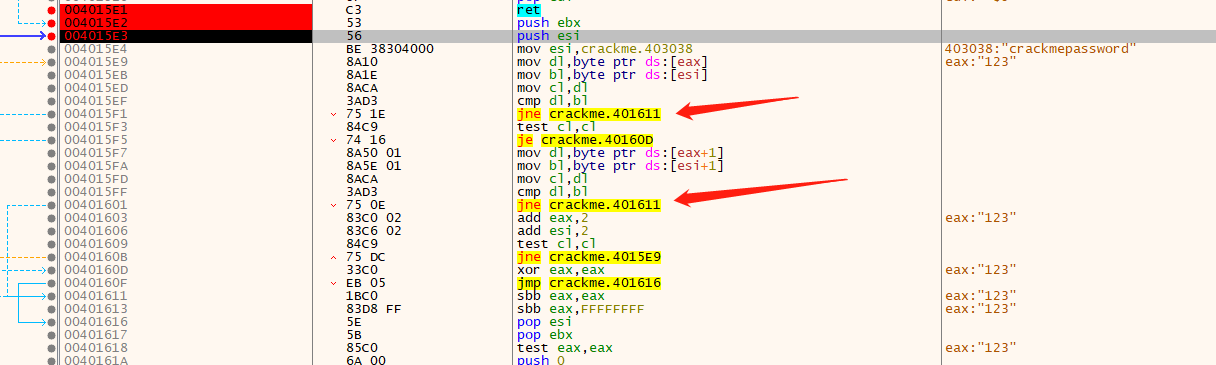 004015E1 C3 ret
004015E2 53 push ebx
004015E3 56 push esi
004015E4 BE 38304000 mov esi,crackme.403038 403038:"crackmepassword"
004015E9 8A10 mov dl,byte ptr ds:[eax] eax:"123"
004015EB 8A1E mov bl,byte ptr ds:[esi]
004015ED 8ACA mov cl,dl
004015EF 3AD3 cmp dl,bl
004015F1 75 1E jne crackme.401611
004015F3 84C9 test cl,cl
004015F5 74 16 je crackme.40160D
004015F7 8A50 01 mov dl,byte ptr ds:[eax+1]
004015FA 8A5E 01 mov bl,byte ptr ds:[esi+1]
004015FD 8ACA mov cl,dl
004015FF 3AD3 cmp dl,bl
00401601 75 0E jne crackme.401611
00401603 83C0 02 add eax,2 eax:"123"
00401606 83C6 02 add esi,2
00401609 84C9 test cl,cl
0040160B 75 DC jne crackme.4015E9
0040160D 33C0 xor eax,eax eax:"123"
0040160F EB 05 jmp crackme.401616
00401611 1BC0 sbb eax,eax eax:"123"
00401613 83D8 FF sbb eax,FFFFFFFF eax:"123"
00401616 5E pop esi
00401617 5B pop ebx
00401618 85C0 test eax,eax eax:"123"
0040161A 6A 00 push 0